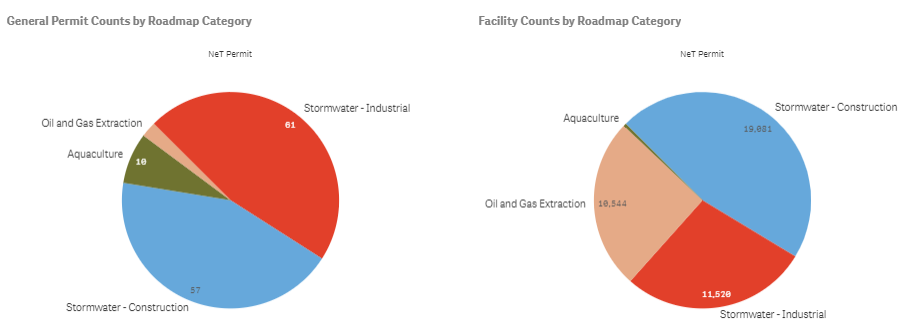 General Permit Counts by Roadmap Category
Facility Counts by Roadmap Category
NeT Permit
NeT Permit
Stormwater - Industrial
61
Oil and Gas Extraction
Aquaculture
10
57
Stormwater - Construction
Stormwater - Construction
19,031
Aquaculture
Oil and Gas Extraction
10,544
11,520
Stormwater - Industrial